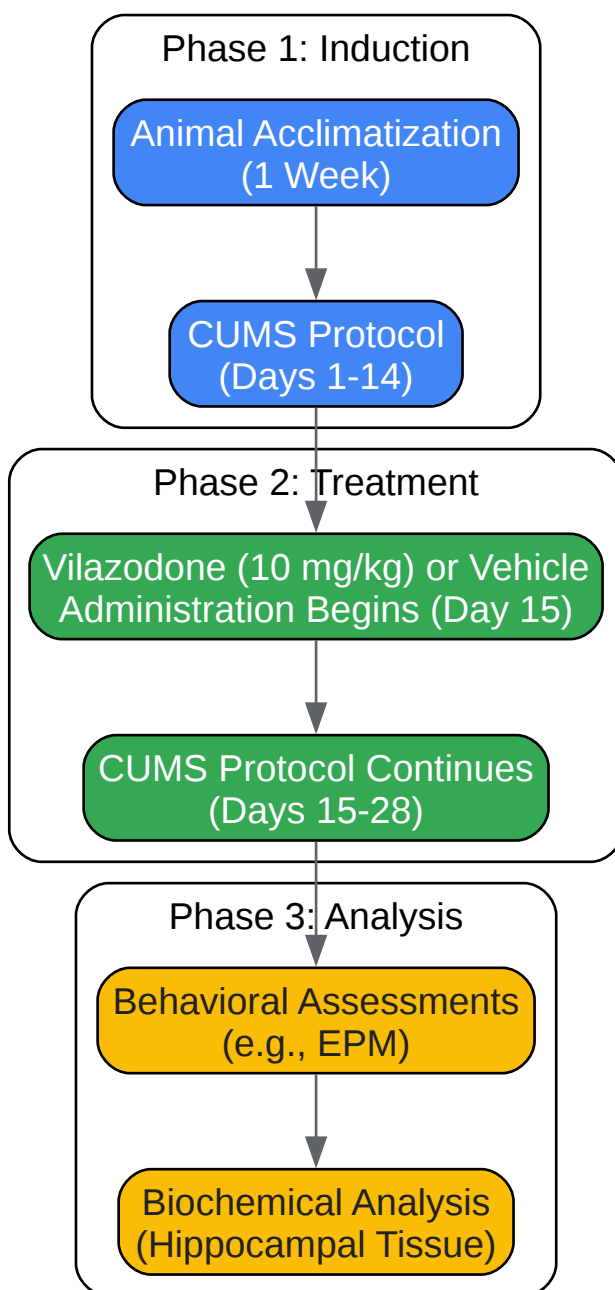 Phase 1: Induction
Animal Acclimatization
(1 Week)
CUMS Protocol
(Days 1-14)
Phase 2: Treatment
Vilazodone (10 mg/kg) or Vehicle
Administration Begins (Day 15)
CUMS Protocol Continues
(Days 15-28)
Phase 3: Analysis
Behavioral Assessments
(e.g., EPM)
Biochemical Analysis
(Hippocampal Tissue)